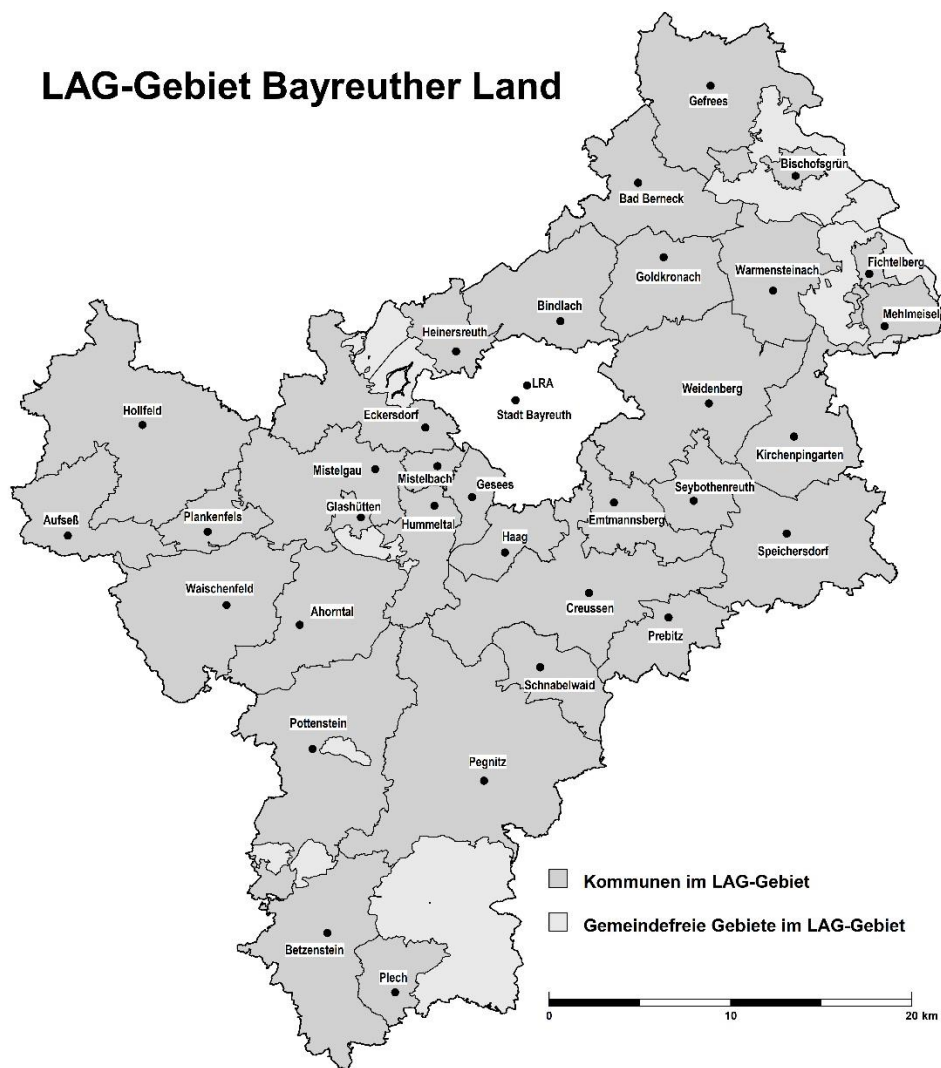 LAG-Gebiet Bayreuther Land
Gefrees
Bischofsgrün
Bad Berneck
Goldkronach
Warmensteinach
Fichtelberg
Mehlmeisel
Bindlach
Heinersreuth
LRA
Stadt Bayreuth
Weidenberg
Hollfeld
Eckersdorf
Kirchenpingarten
Mistelgau
Mistelbach
Gesees
Seybothenreuth
Glashütten
Aufseß
Plankenfels
Hummeltal
Emtmannsberg
Haag
Speichersdorf
Waischenfeld
Ahorntal
Creussen
Prebitz
Schnabelwaid
Pottenstein
Pegnitz
Kommunen im LAG-Gebiet
Gemeindefreie Gebiete im LAG-Gebiet
Betzenstein
Plech
0 10 20 km